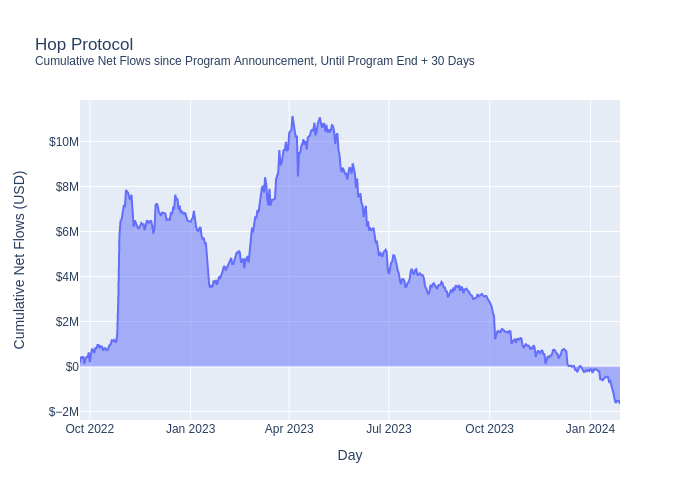 Hop Protocol
Cumulative Net Flows since Program Announcement, Until Program End + 30 Days
Cumulative Net Flows (USD)
$10M
$8M
$6M
$4M
$2M
$0
$−2M
Oct 2022 Jan 2023 Apr 2023 Jul 2023 Oct 2023 Jan 2024
Day